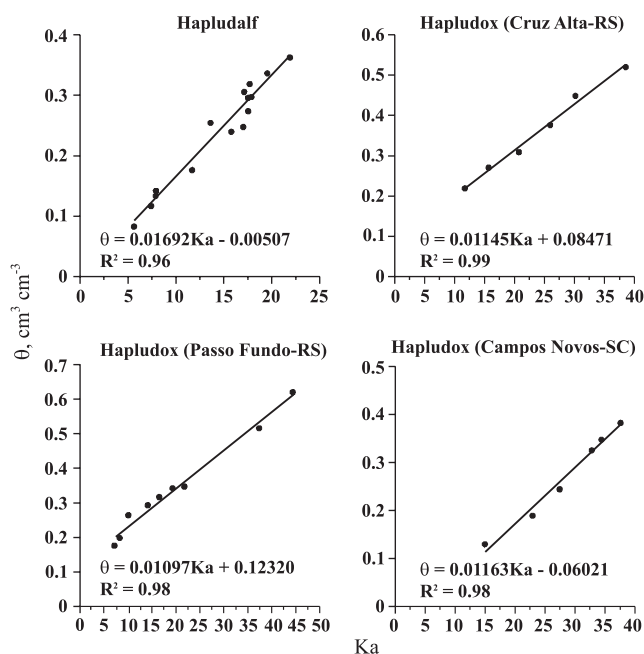 Hapludalf
0.4
0.3
0.2
0.1
0
θ = 0.01692Ka - 0.00507
R² = 0.96
0 5 10 15 20 25
Hapludox (Cruz Alta-RS)
0.6
0.5
0.4
0.3
0.2
0.1
0
θ = 0.01145Ka + 0.08471
R² = 0.99
0 5 10 15 20 25 30 35 40
θ, cm³ cm⁻³
Hapludox (Passo Fundo-RS)
0.7
0.6
0.5
0.4
0.3
0.2
0.1
0
θ = 0.01097Ka + 0.12320
R² = 0.98
0 5 10 15 20 25 30 35 40 45 50
Hapludox (Campos Novos-SC)
0.5
0.4
0.3
0.2
0.1
0
θ = 0.01163Ka - 0.06021
R² = 0.98
0 5 10 15 20 25 30 35 40
Ka